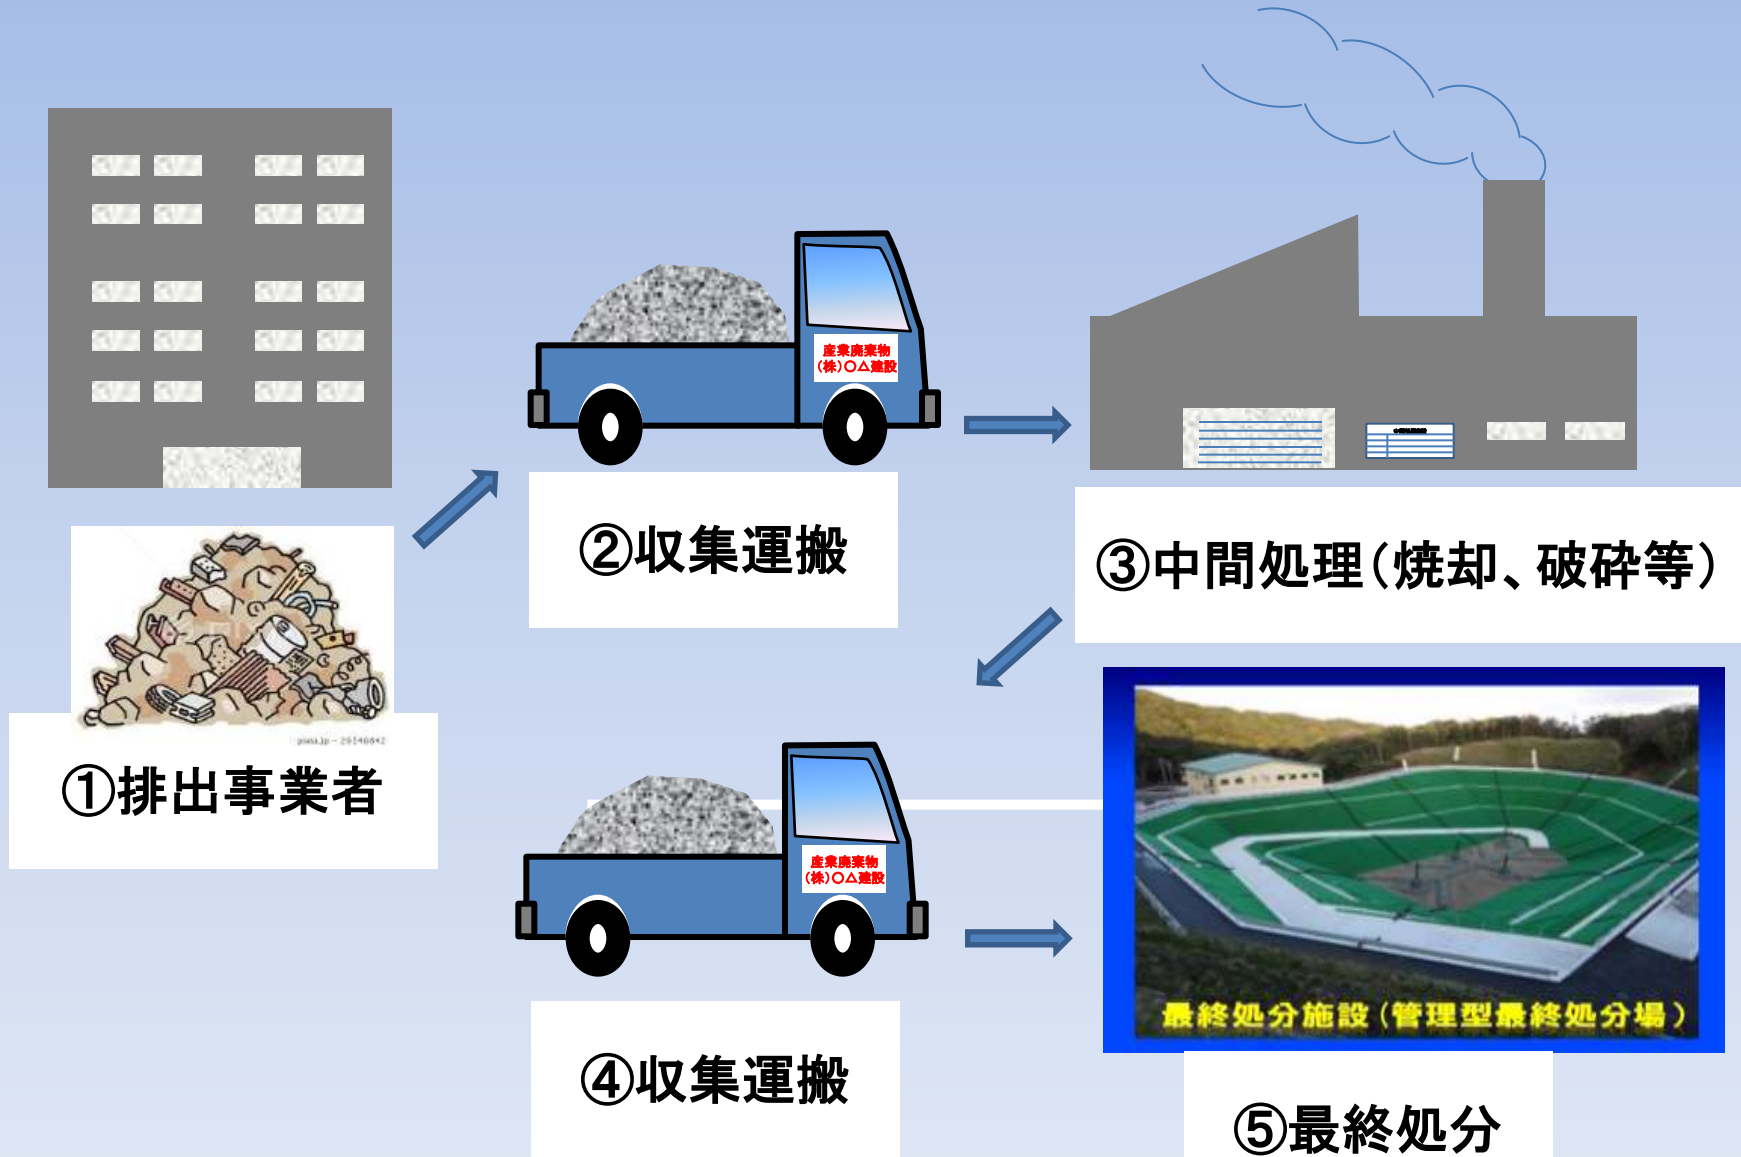 産業廃棄物
(株)○△建設
②収集運搬
③中間処理(焼却、破砕等)
pixta.jp - 20140842
①排出事業者
産業廃棄物
(株)○△建設
最終処分施設(管理型最終処分場)
④収集運搬
⑤最終処分